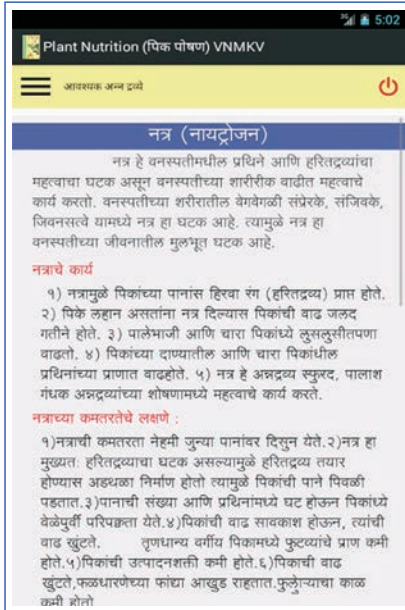 3G 5:02
Plant Nutrition (पिक पोषण) VNMKV
आवश्यक अन्न द्रव्ये
नत्र (नायट्रोजन)
नत्र हे वनस्पतीमधील प्रथिने आणि हरितद्रव्यांचा
महत्वाचा घटक असून वनस्पतीच्या शारीरीक वाढीत महत्वाचे
कार्य करतो. वनस्पतीच्या शरीरातील वेगवेगळी संप्रेरके, संजिवके,
जिवनसत्वे यामध्ये नत्र हा घटक आहे. त्यामुळे नत्र हा
वनस्पतीच्या जीवनातील मुलभूत घटक आहे.
नत्राचे कार्य
१) नत्रामुळे पिकांच्या पानांस हिरवा रंग (हरितद्रव्य) प्राप्त होते.
२) पिके लहान असतांना नत्र दिल्यास पिकांची वाढ जलद
गतीने होते. ३) पालेभाजी आणि चारा पिकांध्ये लुसलुसीतपणा
वाढतो. ४) पिकांच्या दाण्यातील आणि चारा पिकांधील
प्रथिनांच्या प्राणात वाढहोते. ५) नत्र हे अन्नद्रव्य स्फुरद, पालाश
गंधक अन्नद्रव्यांच्या शोषणामध्ये महत्वाचे कार्य करते.
नत्राच्या कमतरतेचे लक्षणे :
१)नत्राची कमतरता नेहमी जुन्या पानांवर दिसुन येते.२)नत्र हा
मुख्यत: हरितद्रव्याचा घटक असल्यामुळे हरितद्रव्य तयार
होण्यास अडथळा निर्माण होतो त्यामुळे पिकांची पाने पिवळी
पडतात.३)पानाची संख्या आणि प्रथिनांमध्ये घट होऊन पिकांध्ये
वेळेपुर्वी परिपक्वता येते.४)पिकांची वाढ सावकाश होऊन, त्यांची
वाढ खुंटते. तृणधान्य वर्गीय पिकामध्ये फुटव्यांचे प्राण कमी
होते.५)पिकांची उत्पादनशक्ती कमी होते.६)पिकाची वाढ
खुंटते,फळधारणेच्या फांद्या आखुड राहतात.फुलोऱ्याचा काळ
कमी होतो